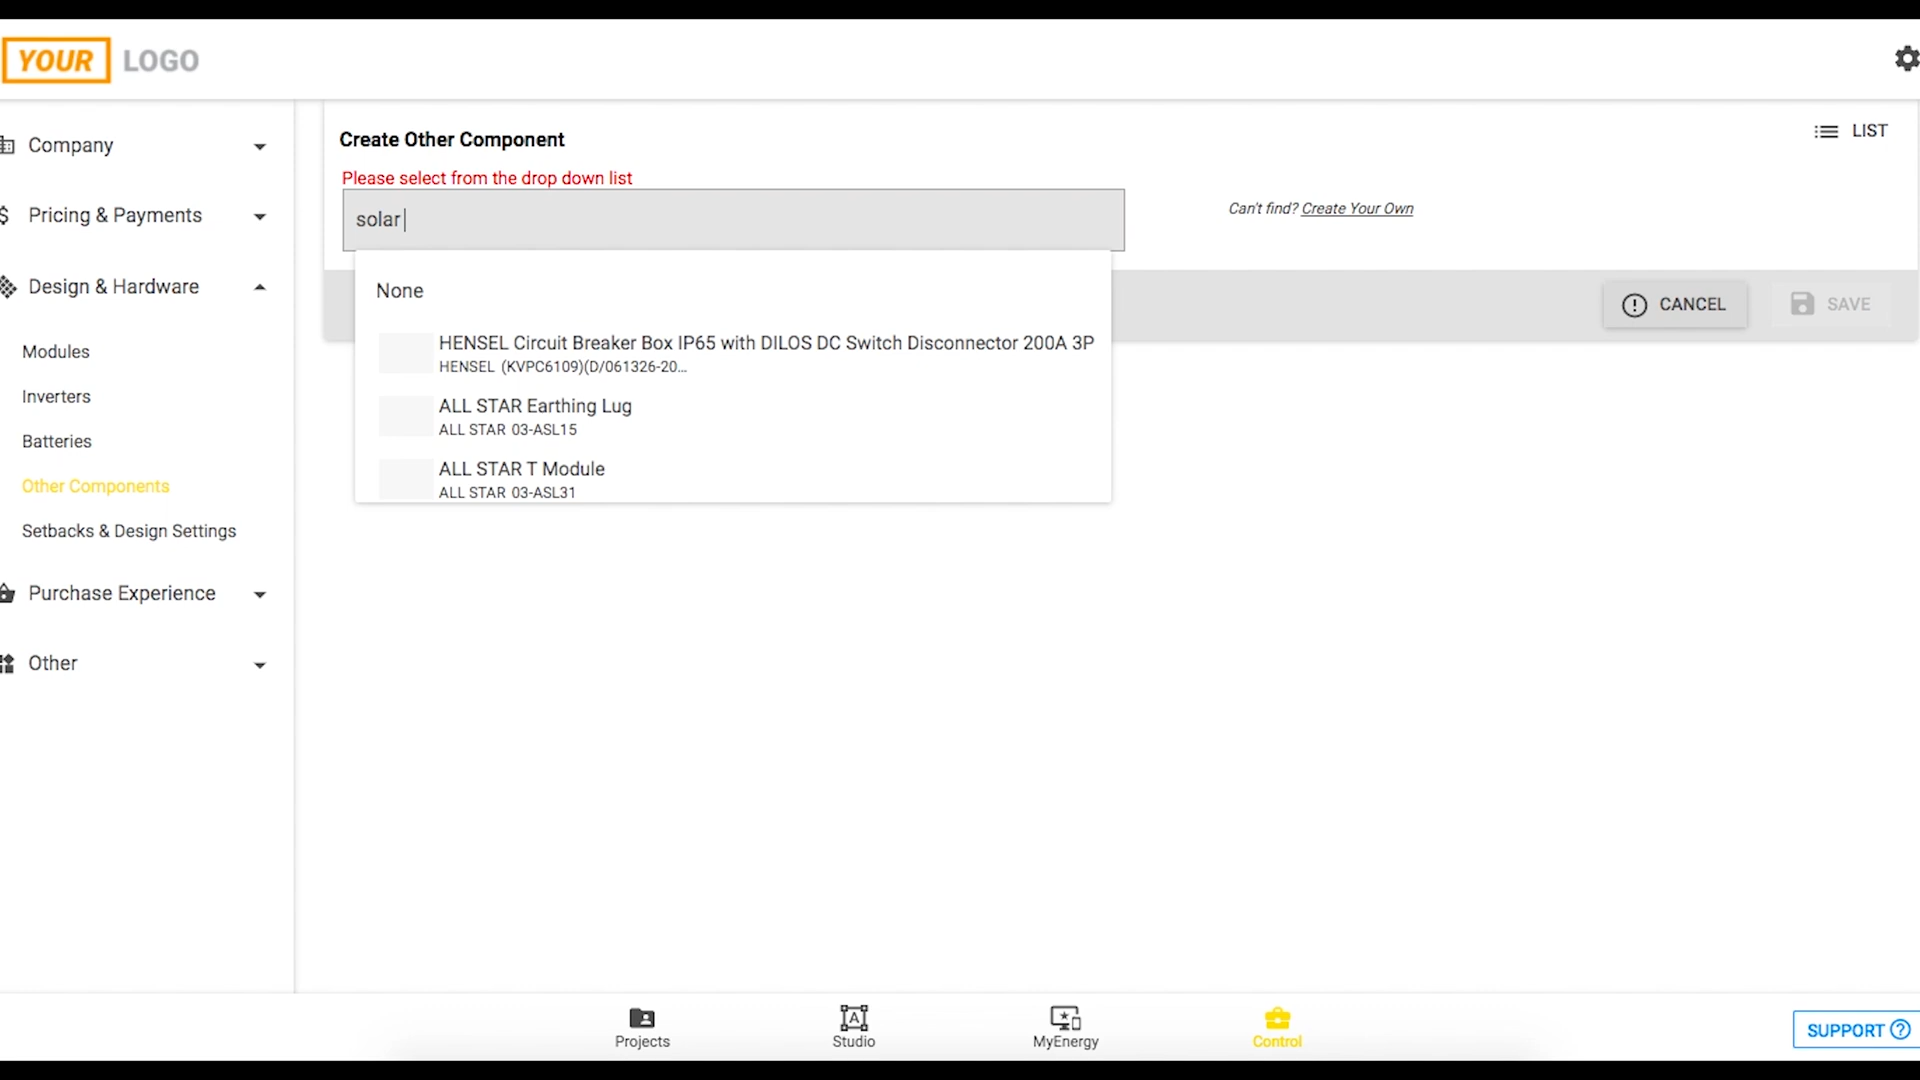 YOUR LOGO
Company
Pricing & Payments
Design & Hardware
Modules
Inverters
Batteries
Other Components
Setbacks & Design Settings
Purchase Experience
Other
Create Other Component
LIST
Please select from the drop down list
solar
Can't find? Create Your Own
None
HENSEL Circuit Breaker Box IP65 with DILOS DC Switch Disconnector 200A 3P
HENSEL (KVPC6109)(D/061326-20...
ALL STAR Earthing Lug
ALL STAR 03-ASL15
ALL STAR T Module
ALL STAR 03-ASL31
CANCEL
SAVE
Projects
Studio
MyEnergy
Control
SUPPORT